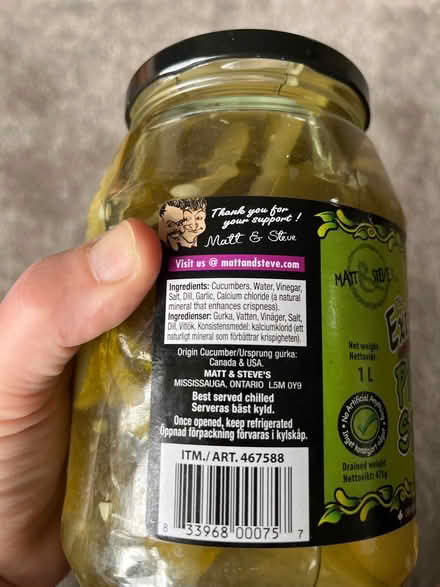 Thank you for
your support !
Matt & Steve
Visit us @ mattandsteve.com
Ingredients: Cucumbers, Water, Vinegar,
Salt, Dill, Garlic, Calcium chloride (a natural
mineral that enhances crispness).
Ingredienser: Gurka, Vatten, Vinäger, Salt,
Dill, Vitlök, Konsistensmedel: kalciumklorid (ett
naturligt mineral som förbättrar krispigheten).
Origin Cucumber/Ursprung gurka:
Canada & USA.
MATT & STEVE'S
MISSISSAUGA, ONTARIO L5M 0Y9
Best served chilled
Serveras bäst kyld.
Once opened, keep refrigerated
Öppnad förpackning förvaras i kylskåp.
ITM./ ART. 467588
8 33968 00075 7
MATT & STEVE
Net weight
Nettovikt:
1 L
No Artificial Anything
Drained weight
Nettovikt: 675g